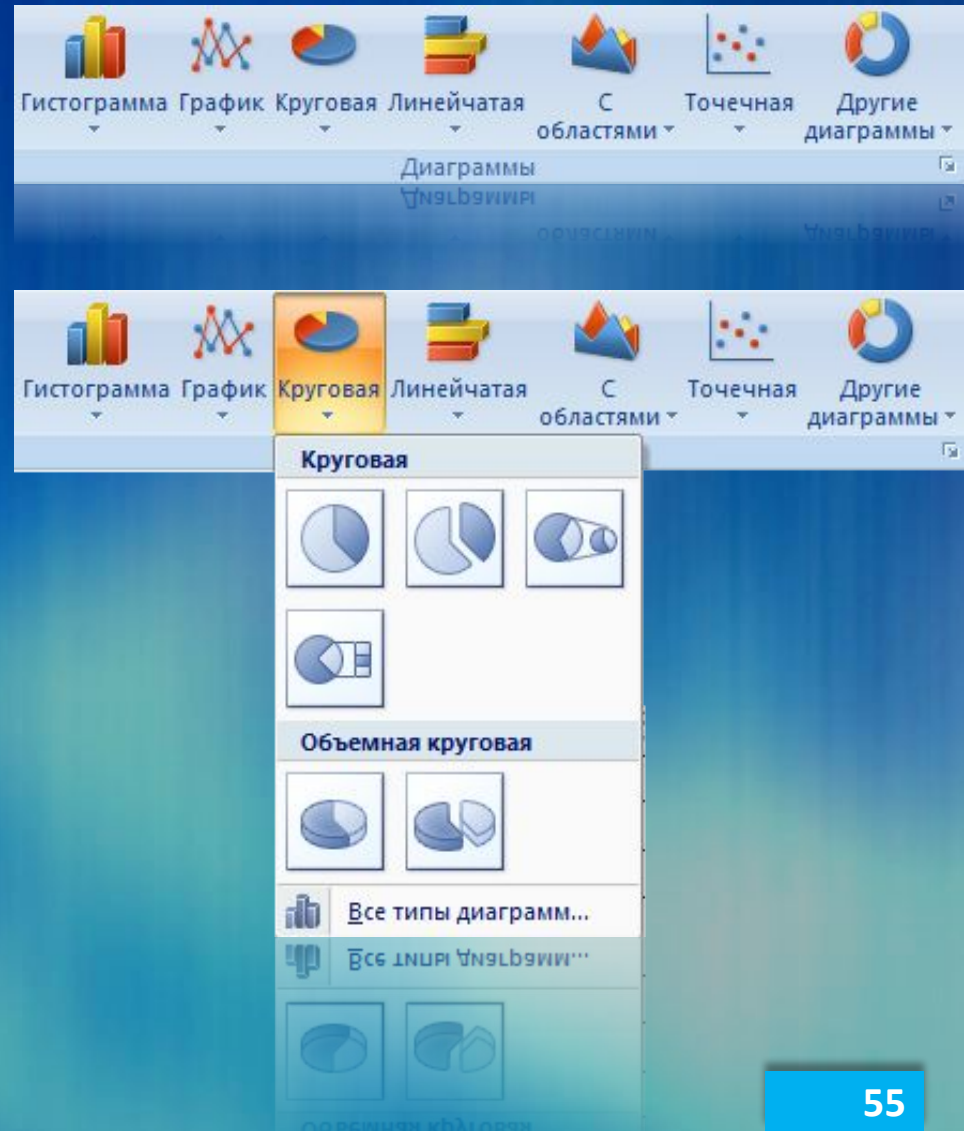 Гистограмма График Круговая Линейчатая С областями Точечная Другие диаграммы
Диаграммы
Гистограмма График Круговая Линейчатая С областями Точечная Другие диаграммы
Круговая
Объемная круговая
Все типы диаграмм...
55